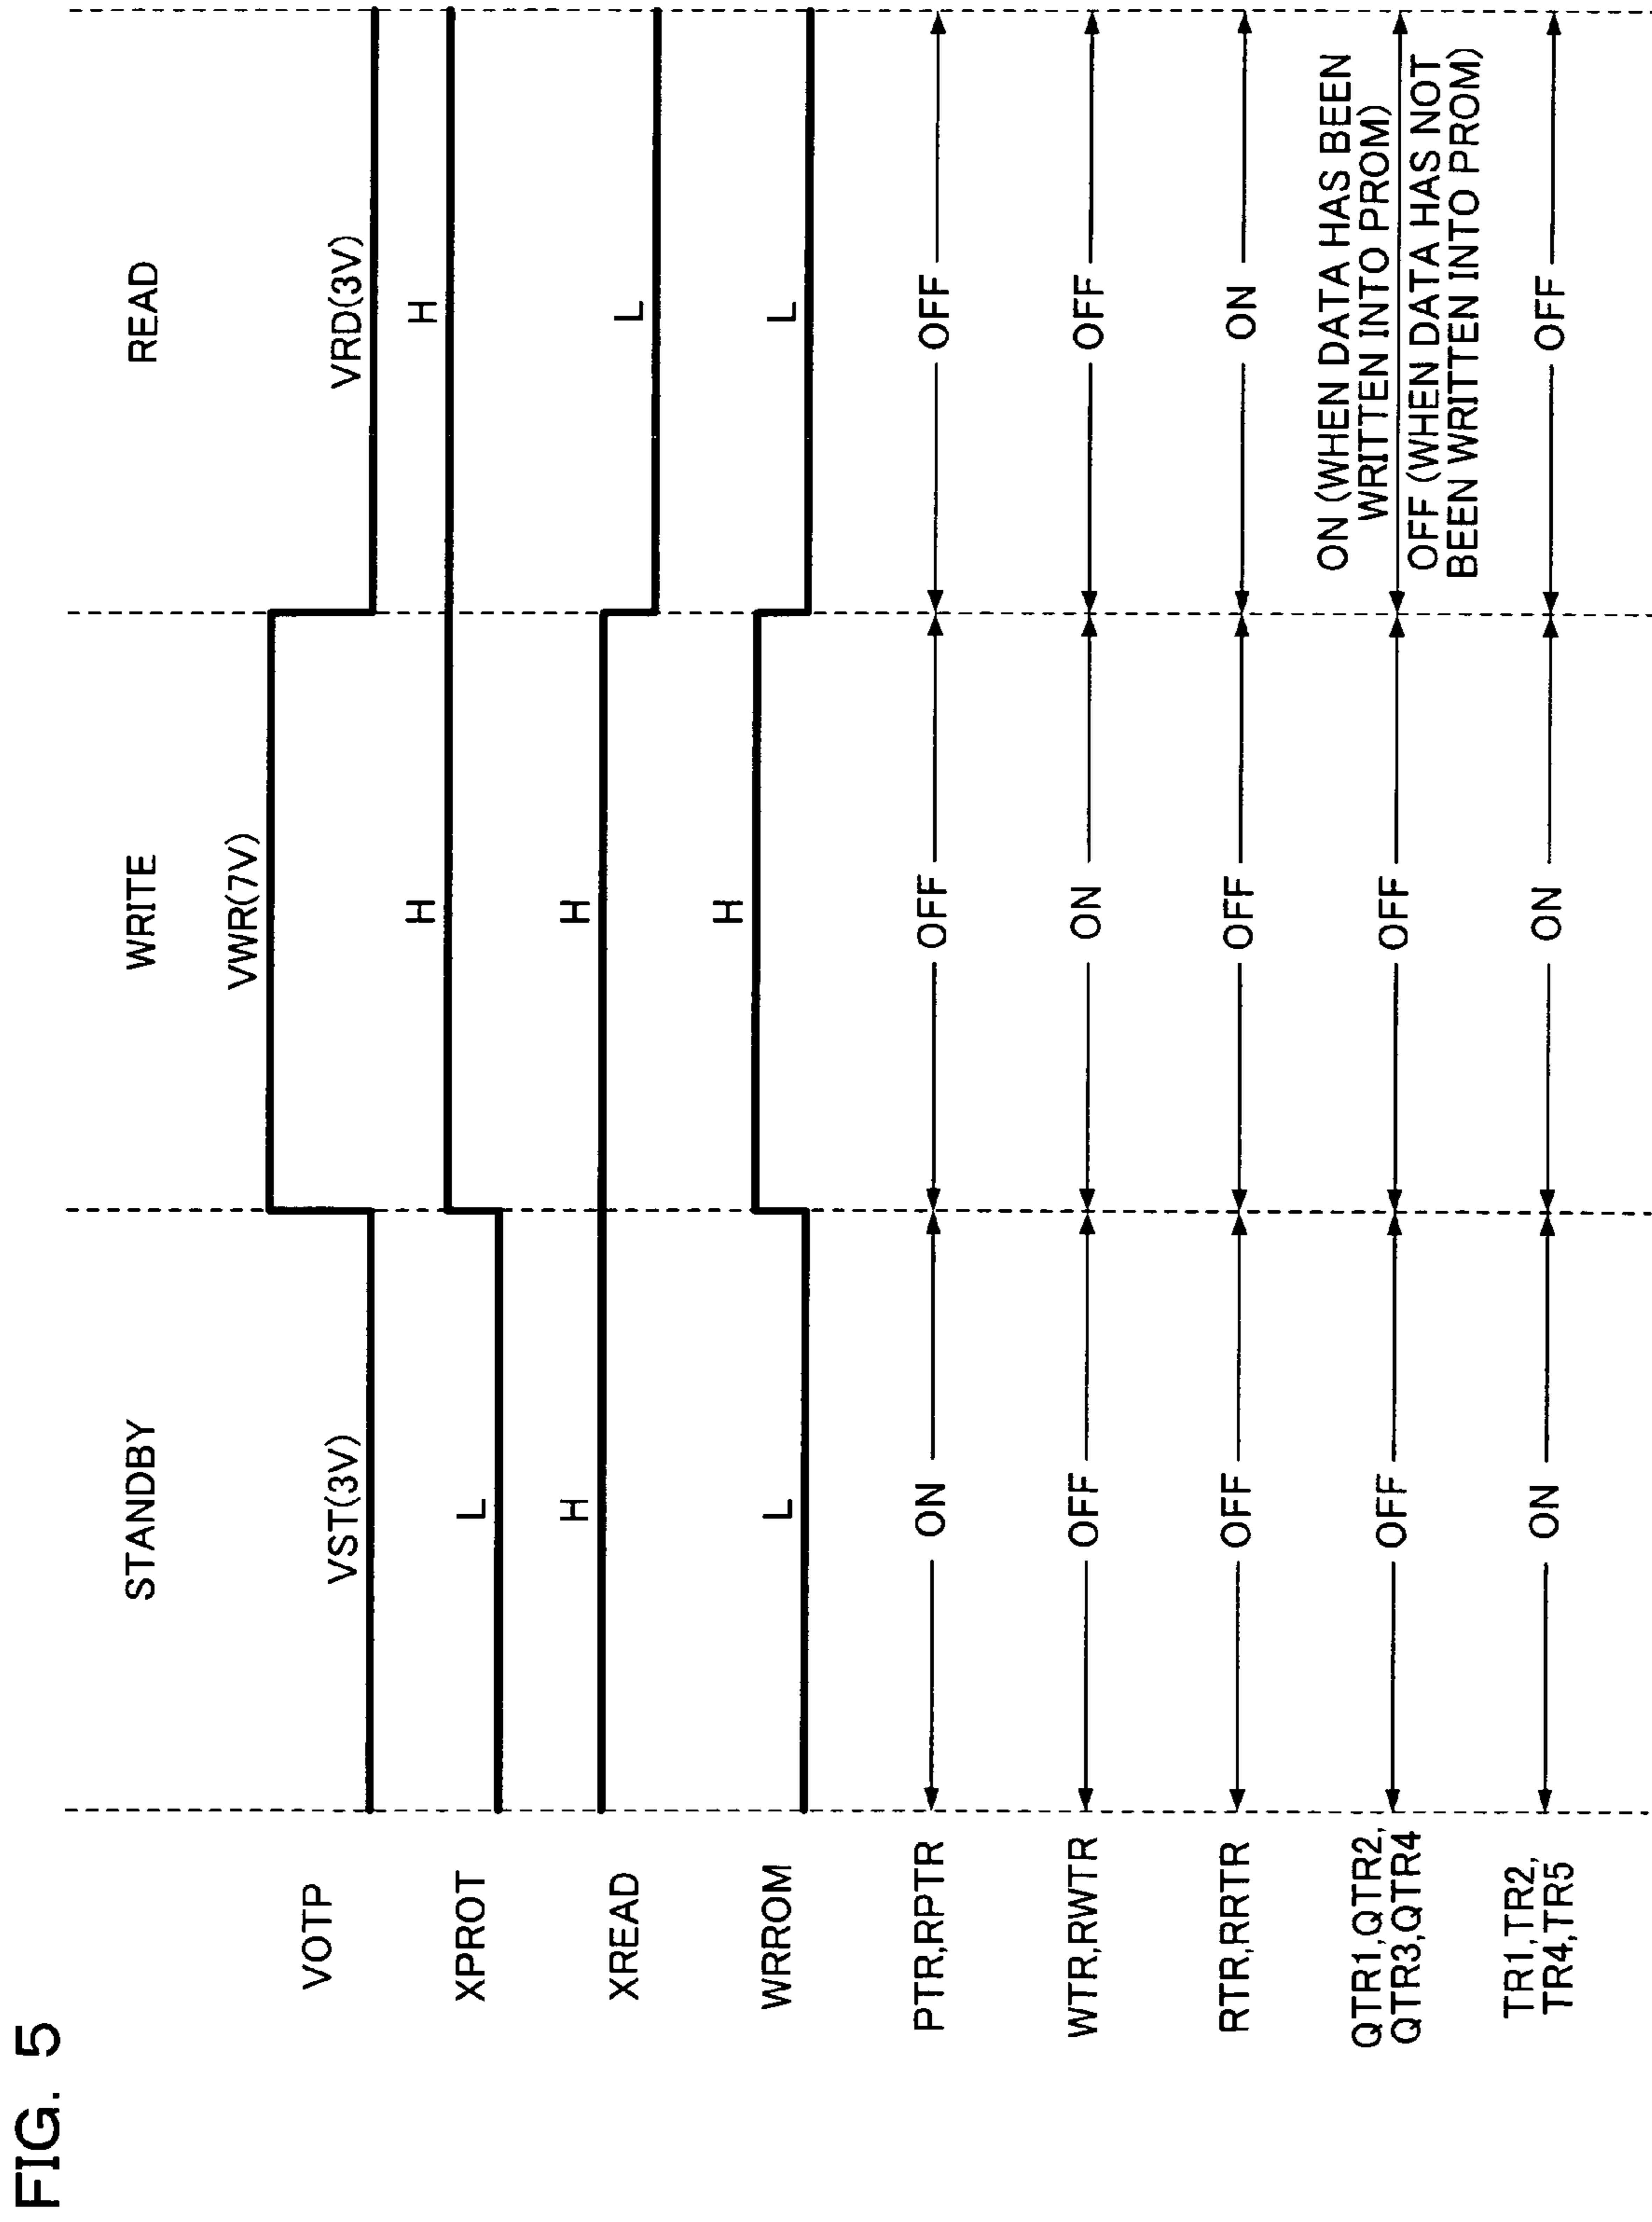 FIG. 5
STANDBY
WRITE
READ
VOTP
VST(3V)
VWR(7V)
VRD(3V)
XPROT
L
H
H
XREAD
H
H
L
WRROM
L
H
L
PTR,RPTR
ON
OFF
OFF
WTR,RWTR
OFF
ON
OFF
RTR,RRTR
OFF
OFF
ON
QTR1,QTR2,
QTR3,QTR4
OFF
OFF
ON (WHEN DATA HAS BEEN
WRITTEN INTO PROM)
OFF (WHEN DATA HAS NOT
BEEN WRITTEN INTO PROM)
TR1,TR2,
TR4,TR5
ON
ON
OFF